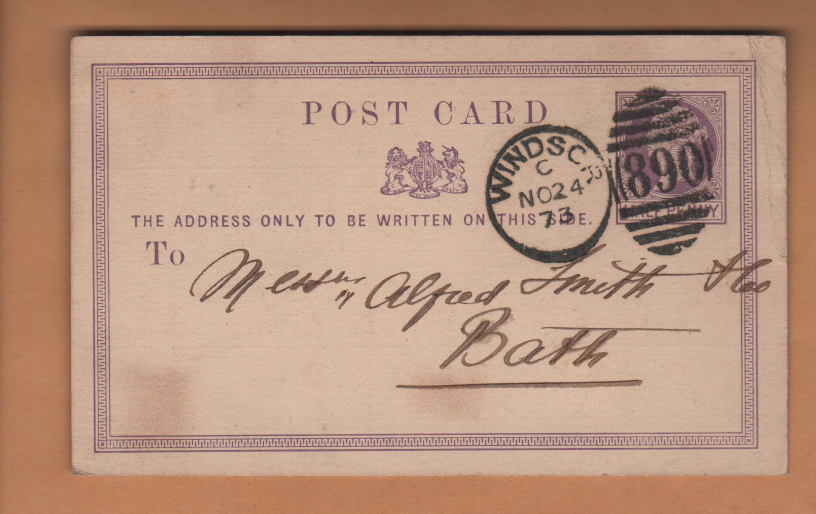 POST CARD
WINDSOR
C
NO 24
73
890
HALFPENNY
THE ADDRESS ONLY TO BE WRITTEN ON THIS SIDE.
To
Messrs Alfred Smith & Co
Bath